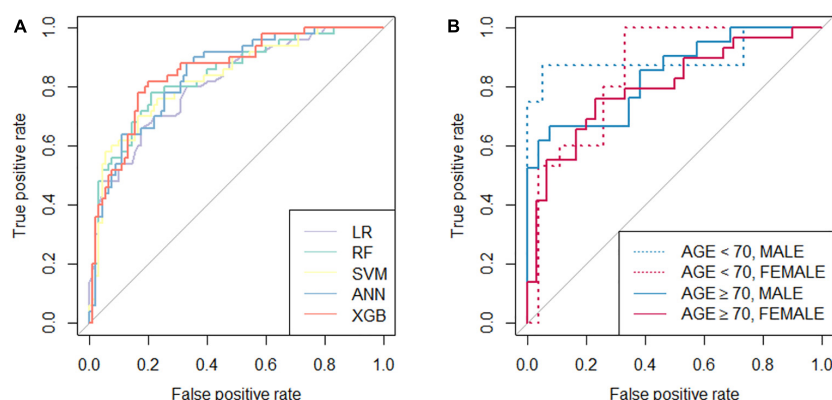 A
True positive rate
1.0
0.8
0.6
0.4
0.2
0.0
LR
RF
SVM
ANN
XGB
0.0 0.2 0.4 0.6 0.8 1.0
False positive rate
B
True positive rate
1.0
0.8
0.6
0.4
0.2
0.0
AGE < 70, MALE
AGE < 70, FEMALE
AGE ≥ 70, MALE
AGE ≥ 70, FEMALE
0.0 0.2 0.4 0.6 0.8 1.0
False positive rate